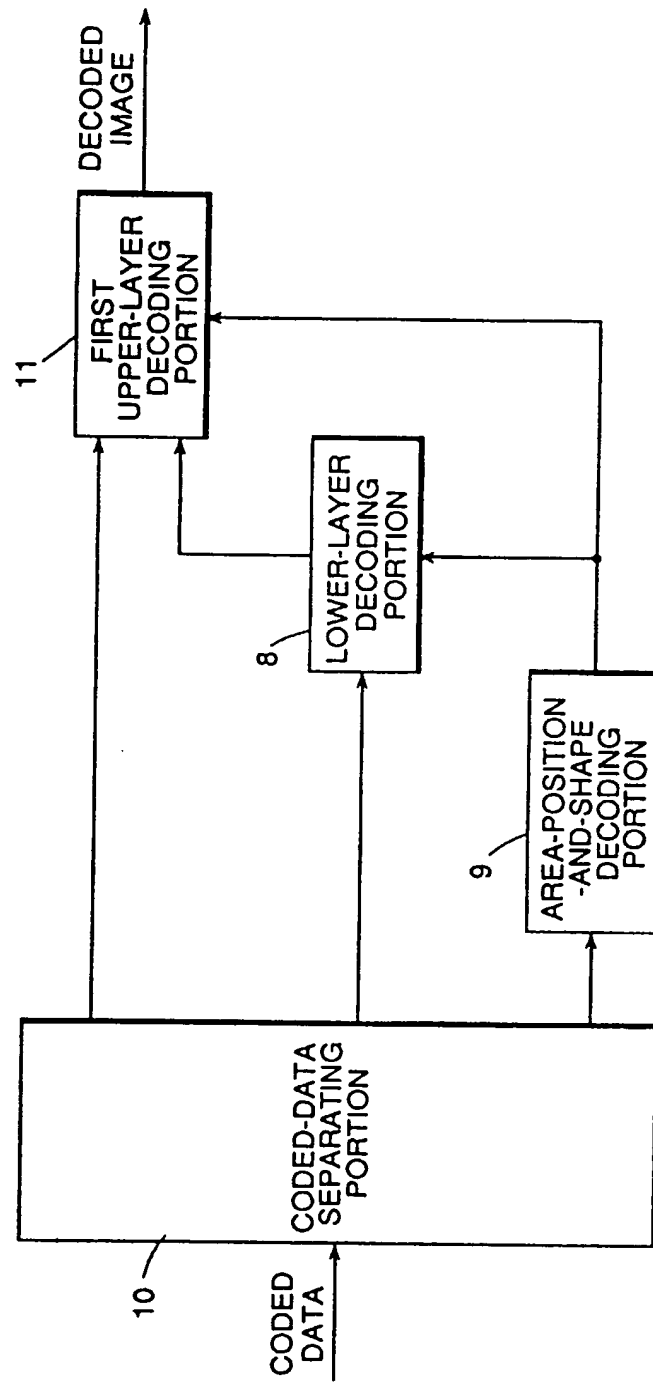 CODED
DATA
10
CODED-DATA
SEPARATING
PORTION
9
AREA-POSITION
-AND-SHAPE
DECODING
PORTION
8
LOWER-LAYER
DECODING
PORTION
11
FIRST
UPPER-LAYER
DECODING
PORTION
DECODED
IMAGE